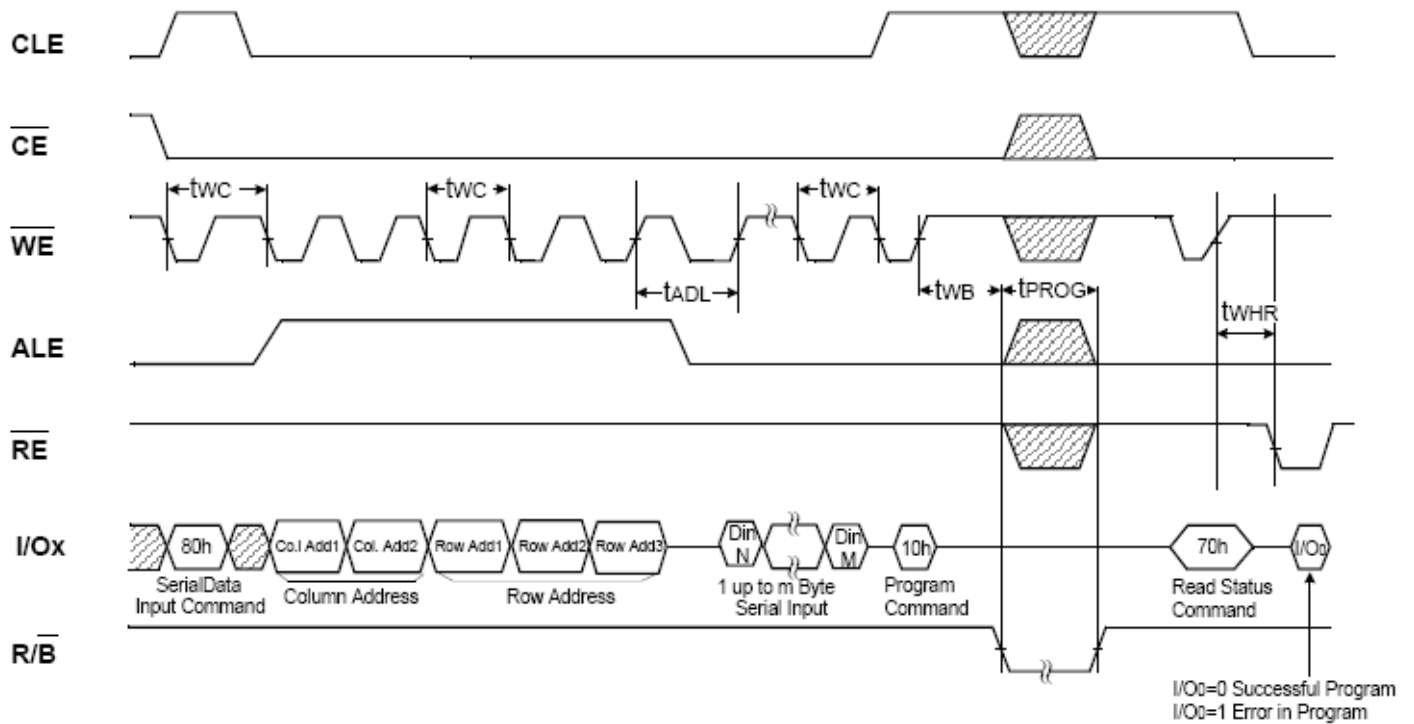 CLE
CE
tWC
tWC
tWC
WE
tADL
tWB
tPROG
tWHR
ALE
RE
I/Ox
80h
Co.l Add1
Col. Add2
Row Add1
Row Add2
Row Add3
Din
N
Din
M
10h
70h
I/O0
SerialData
Input Command
Column Address
Row Address
1 up to m Byte
Serial Input
Program
Command
Read Status
Command
R/B
I/O0=0 Successful Program
I/O0=1 Error in Program